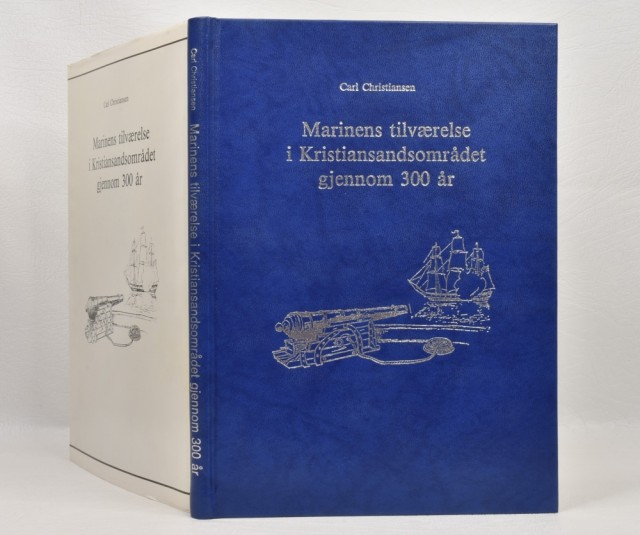 Carl Christiansen
Marinens tilværelse
i Kristiansandsområdet
gjennom 300 år
Carl Christiansen Marinens tilværelse i Kristiansandsområdet gjennom 300 år
Carl Christiansen
Marinens tilværelse
i Kristiansandsområdet
gjennom 300 år